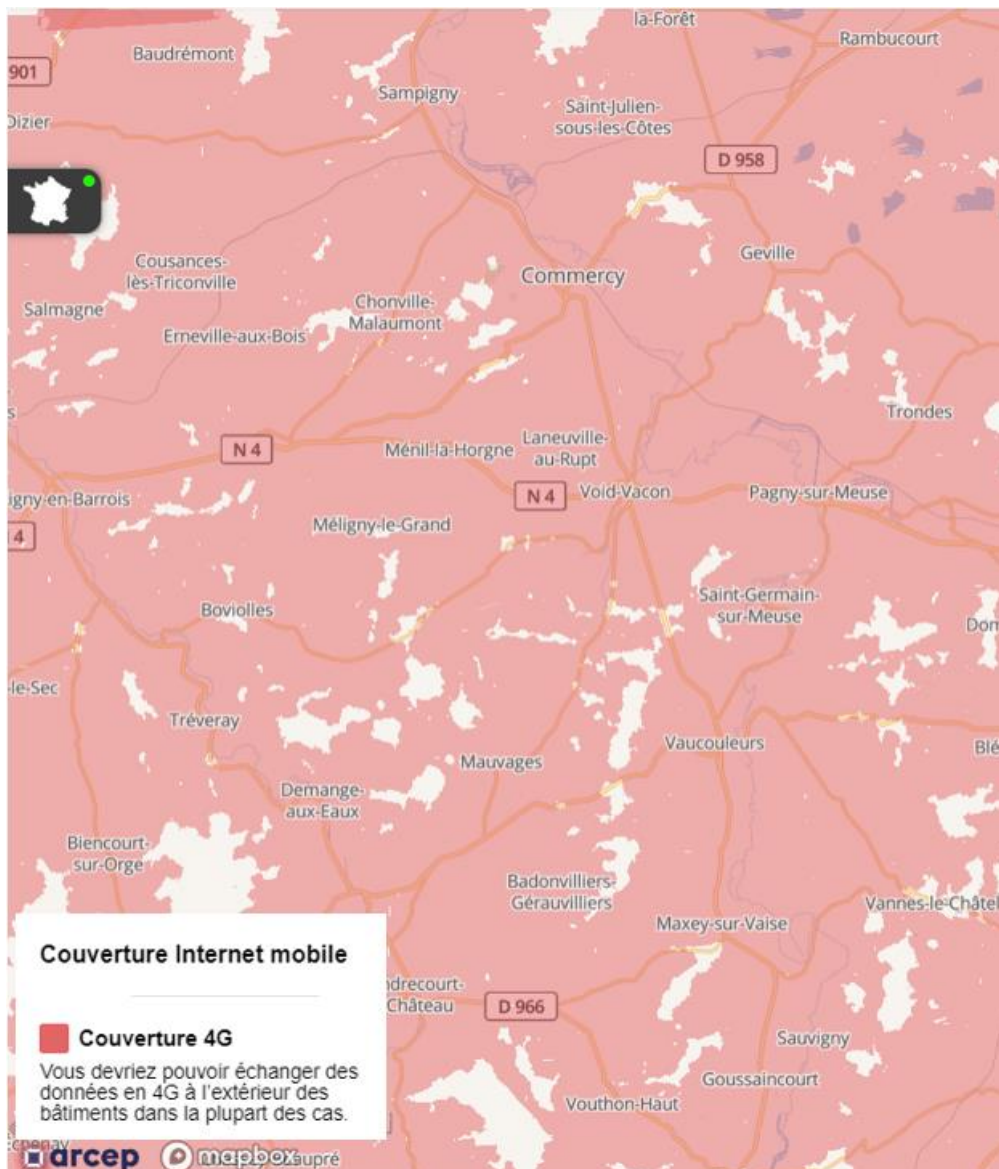 la-Forêt
Baudrémont
Rambucourt
901
Sampigny
Saint-Julien-
sous-les-Côtes
Dizier
D 958
Geville
Cousances-
lès-Triconville
Commercy
Salmagne
Chonville-
Malaumont
Erneville-aux-Bois
Trondes
s
N 4
Ménil-la-Horgne
Laneuville-
au-Rupt
igny-en-Barrois
N 4
Void-Vacon
Pagny-sur-Meuse
4
Méligny-le-Grand
Boviolles
Saint-Germain-
sur-Meuse
Dom
-le-Sec
Tréveray
Vaucouleurs
Blé
Mauvages
Demange-
aux-Eaux
Biencourt-
sur-Orge
Badonvilliers-
Gérauvilliers
Vannes-le-Châtel
Maxey-sur-Vaise
Couverture Internet mobile
ndrecourt-
Château
D 966
Couverture 4G
Vous devriez pouvoir échanger des
données en 4G à l'extérieur des
bâtiments dans la plupart des cas.
Sauvigny
Goussaincourt
Vouthon-Haut
arcep
mapbox